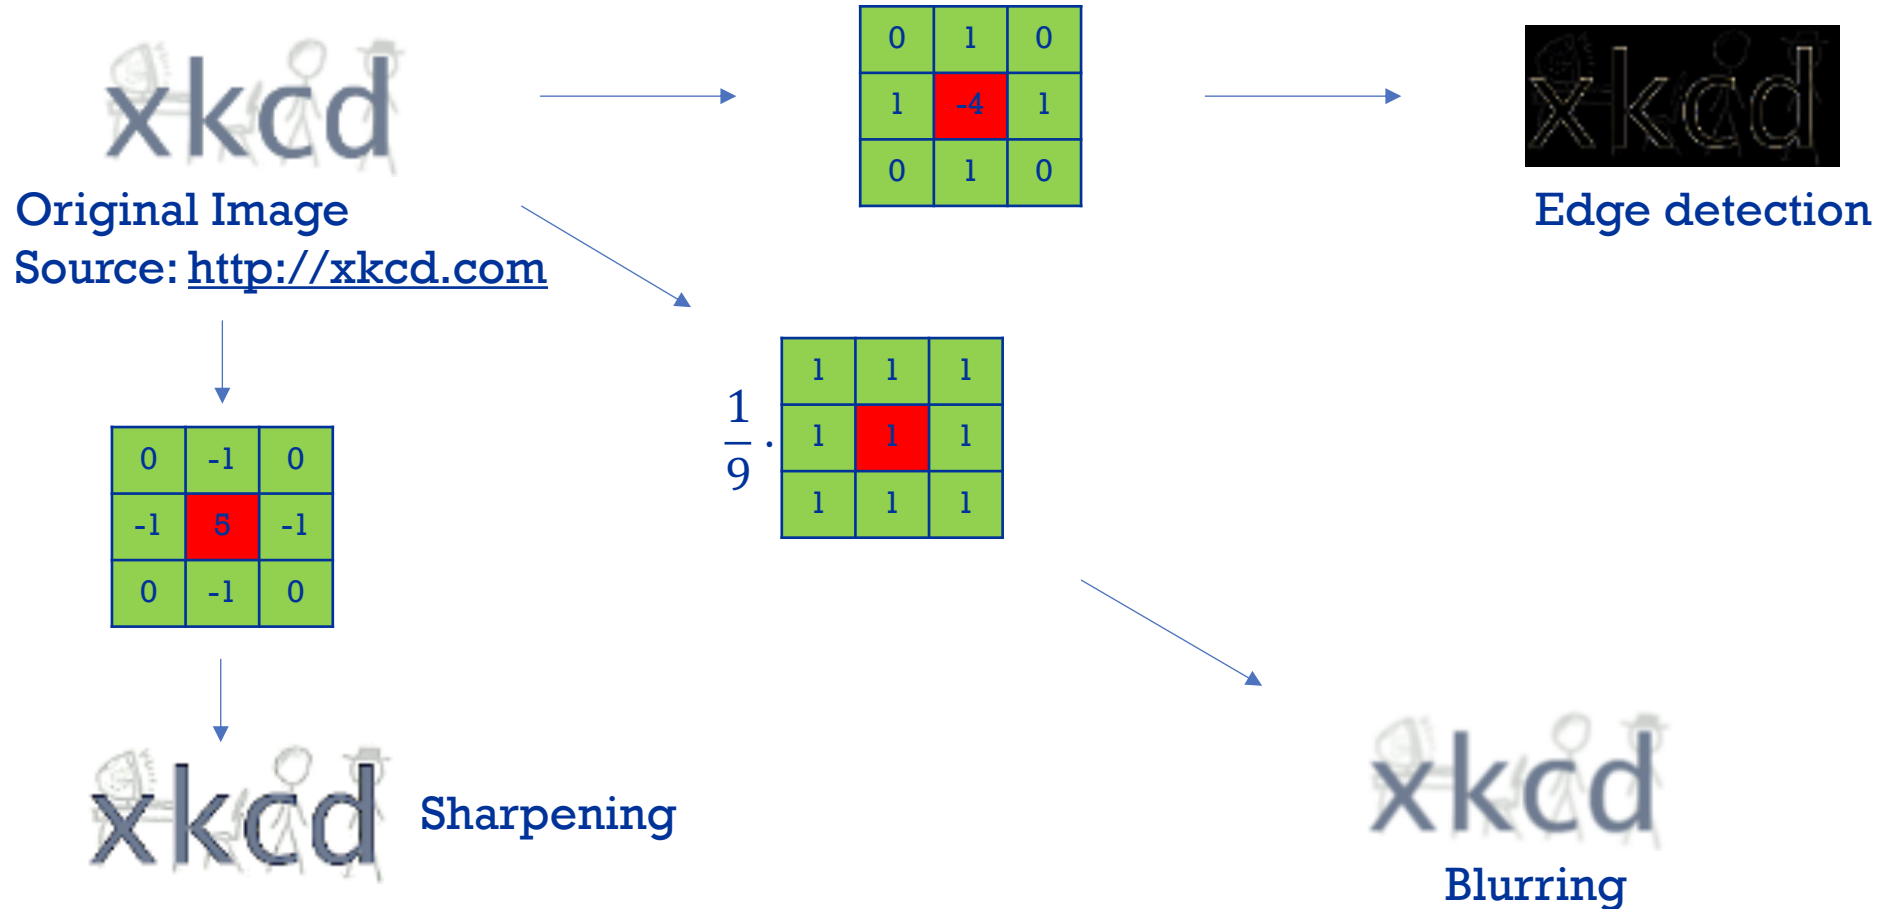 xkcd
Original Image
Source: http://xkcd.com
0 1 0
1 -4 1
0 1 0
xkcd
Edge detection
1/9 ·
1 1 1
1 1 1
1 1 1
0 -1 0
-1 5 -1
0 -1 0
xkcd
Sharpening
xkcd
Blurring